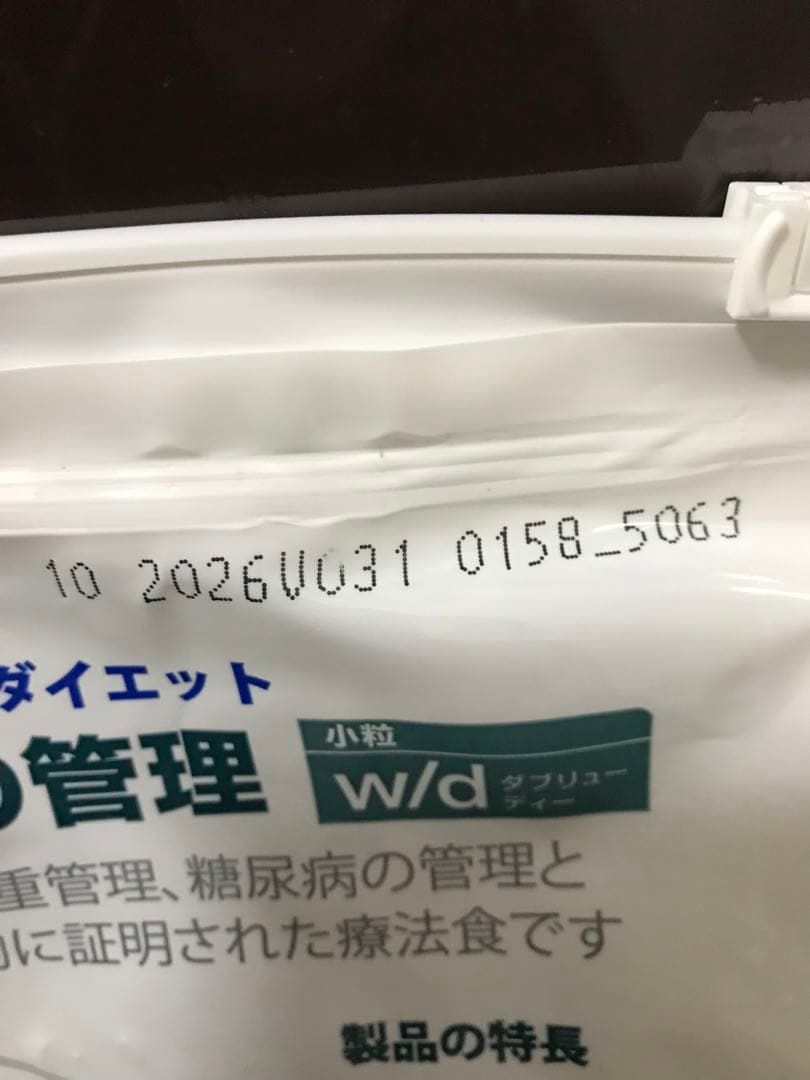 10 2026V031 0158_5063
ダイエット
の管理
小粒
w/d ダブリューディー
重管理、糖尿病の管理と
に証明された療法食です
製品の特長